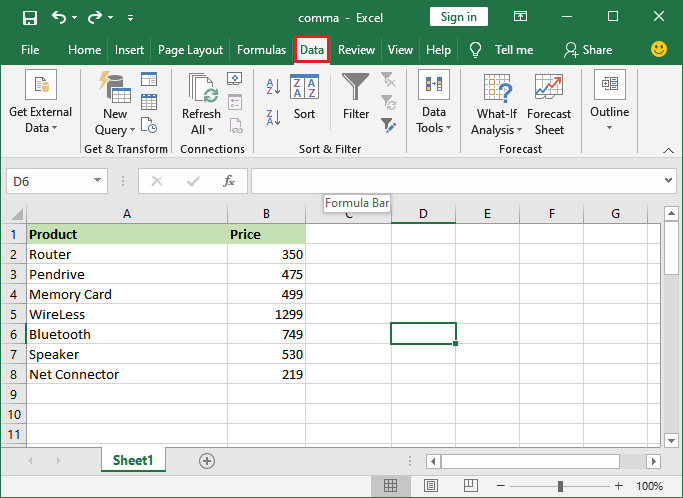 comma - Excel
Sign in
File Home Insert Page Layout Formulas Data Review View Help Tell me Share
Get External Data
New Query
Refresh All
Sort
Filter
Data Tools
What-If Analysis
Forecast Sheet
Outline
Get & Transform Connections Sort & Filter Forecast
D6 fx
Formula Bar
A B C D E F G
1 Product Price
2 Router 350
3 Pendrive 475
4 Memory Card 499
5 WireLess 1299
6 Bluetooth 749
7 Speaker 530
8 Net Connector 219
9
10
11
Sheet1
100%